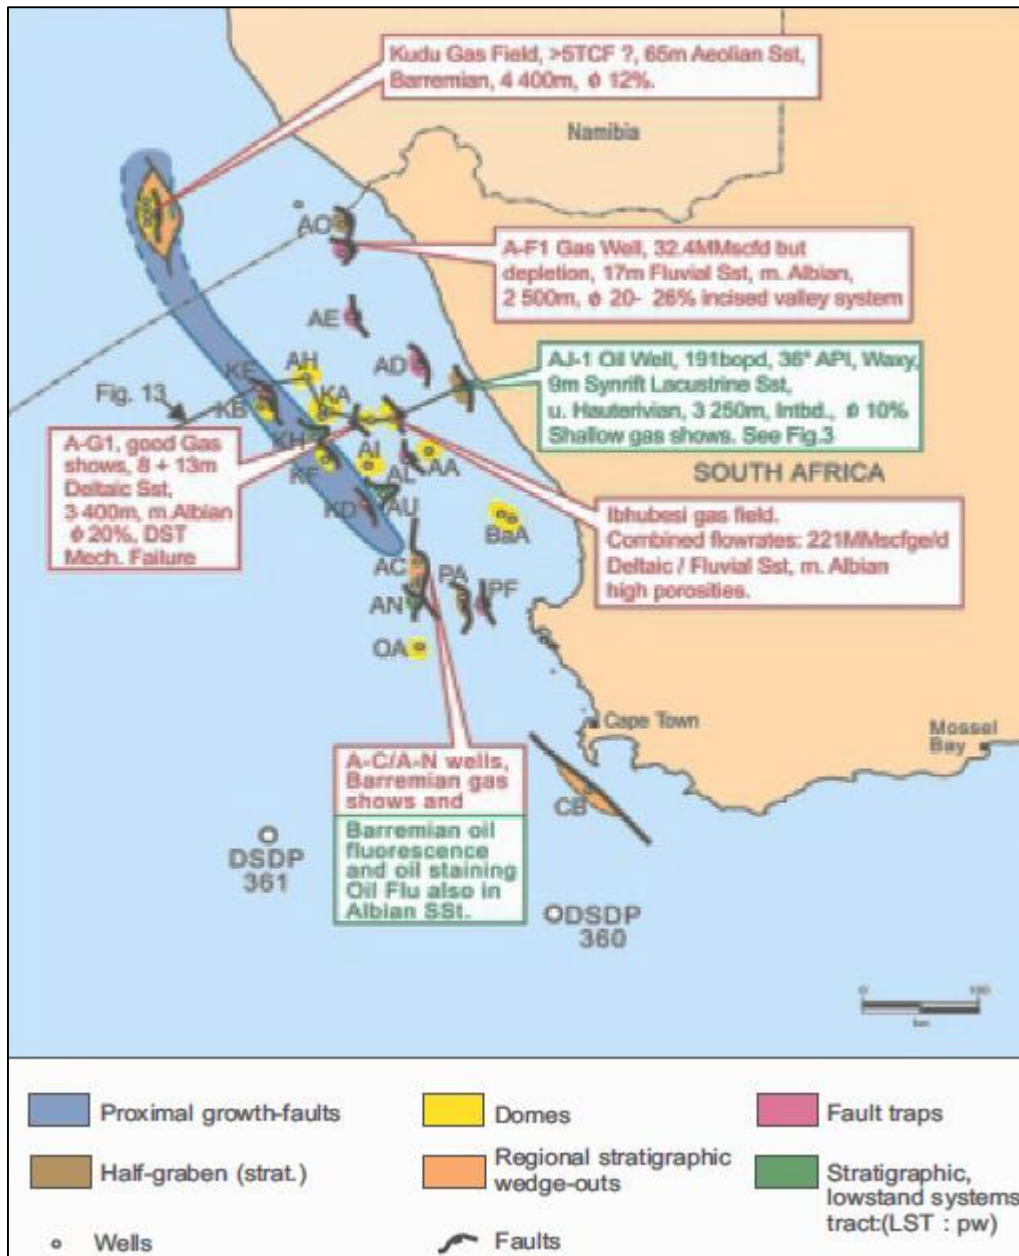 Kudu Gas Field, >5TCF ?, 65m Aeolian Sst,
Barremian, 4 400m, ϕ 12%.
Namibia
AO
A-F1 Gas Well, 32.4MMscfd but
depletion, 17m Fluvial Sst, m. Albian,
2 500m, ϕ 20- 26% incised valley system
AE
AH
AD
KE
KA
Fig. 13
KB
AJ-1 Oil Well, 191bopd, 36° API, Waxy,
9m Synrift Lacustrine Sst,
u. Hauterivian, 3 250m, Intbd., ϕ 10%
Shallow gas shows. See Fig.3
A-G1, good Gas
shows, 8 + 13m
Deltaic Sst,
3 400m, m.Albian
ϕ 20%, DST
Mech. Failure
KH
AI
AL
AA
KF
SOUTH AFRICA
KD
AU
BaA
Ibhubesi gas field.
Combined flowrates: 221MMscfge/d
Deltaic / Fluvial Sst, m. Albian
high porosities.
AC
PA
PF
AN
OA
Cape Town
Mossel
Bay
A-C/A-N wells,
Barremian gas
shows and
Barremian oil
fluorescence
and oil staining
Oil Flu also in
Albian SSt.
CB
DSDP
361
DSDP
360
0 100
km
Proximal growth-faults
Domes
Fault traps
Half-graben (strat.)
Regional stratigraphic
wedge-outs
Stratigraphic,
lowstand systems
tract:(LST : pw)
Wells
Faults